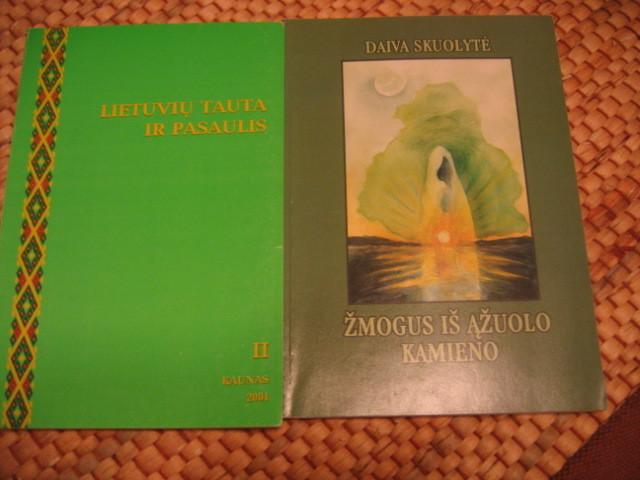 LIETUVIŲ TAUTA
IR PASAULIS
II
KAUNAS
2001
DAIVA SKUOLYTĖ
ŽMOGUS IŠ ĄŽUOLO
KAMIENO